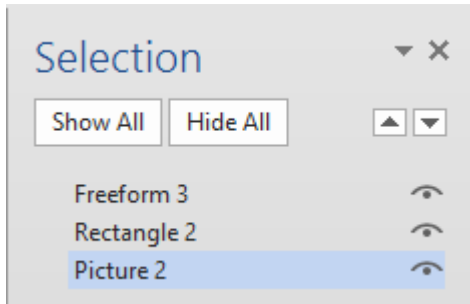 Selection
Show All Hide All
Freeform 3
Rectangle 2
Picture 2